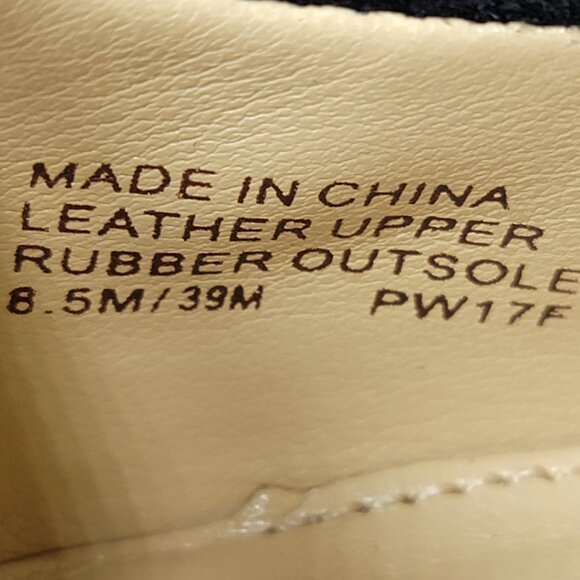 MADE IN CHINA
LEATHER UPPER
RUBBER OUTSOLE
8.5M/39M PW17F